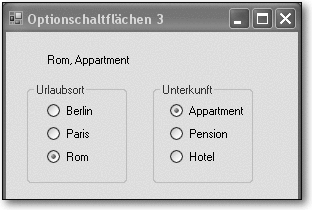 Optionschaltflächen 3
Rom, Appartment
Urlaubsort
Unterkunft
Berlin
Appartment
Paris
Pension
Rom
Hotel